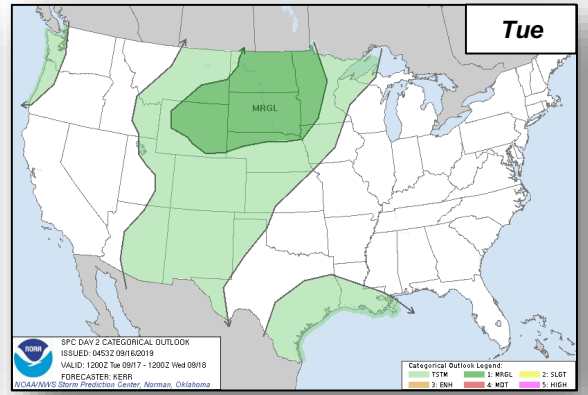 Tue
MRGL
NOAA
SPC DAY 2 CATEGORICAL OUTLOOK
ISSUED: 0453Z 09/16/2019
VALID: 1200Z Tue 09/17 - 1200Z Wed 09/18
FORECASTER: KERR
NOAA/NWS Storm Prediction Center, Norman, Oklahoma
Categorical Outlook Legend:
TSTM 1: MRGL 2: SLGT
3: ENH 4: MDT 5: HIGH